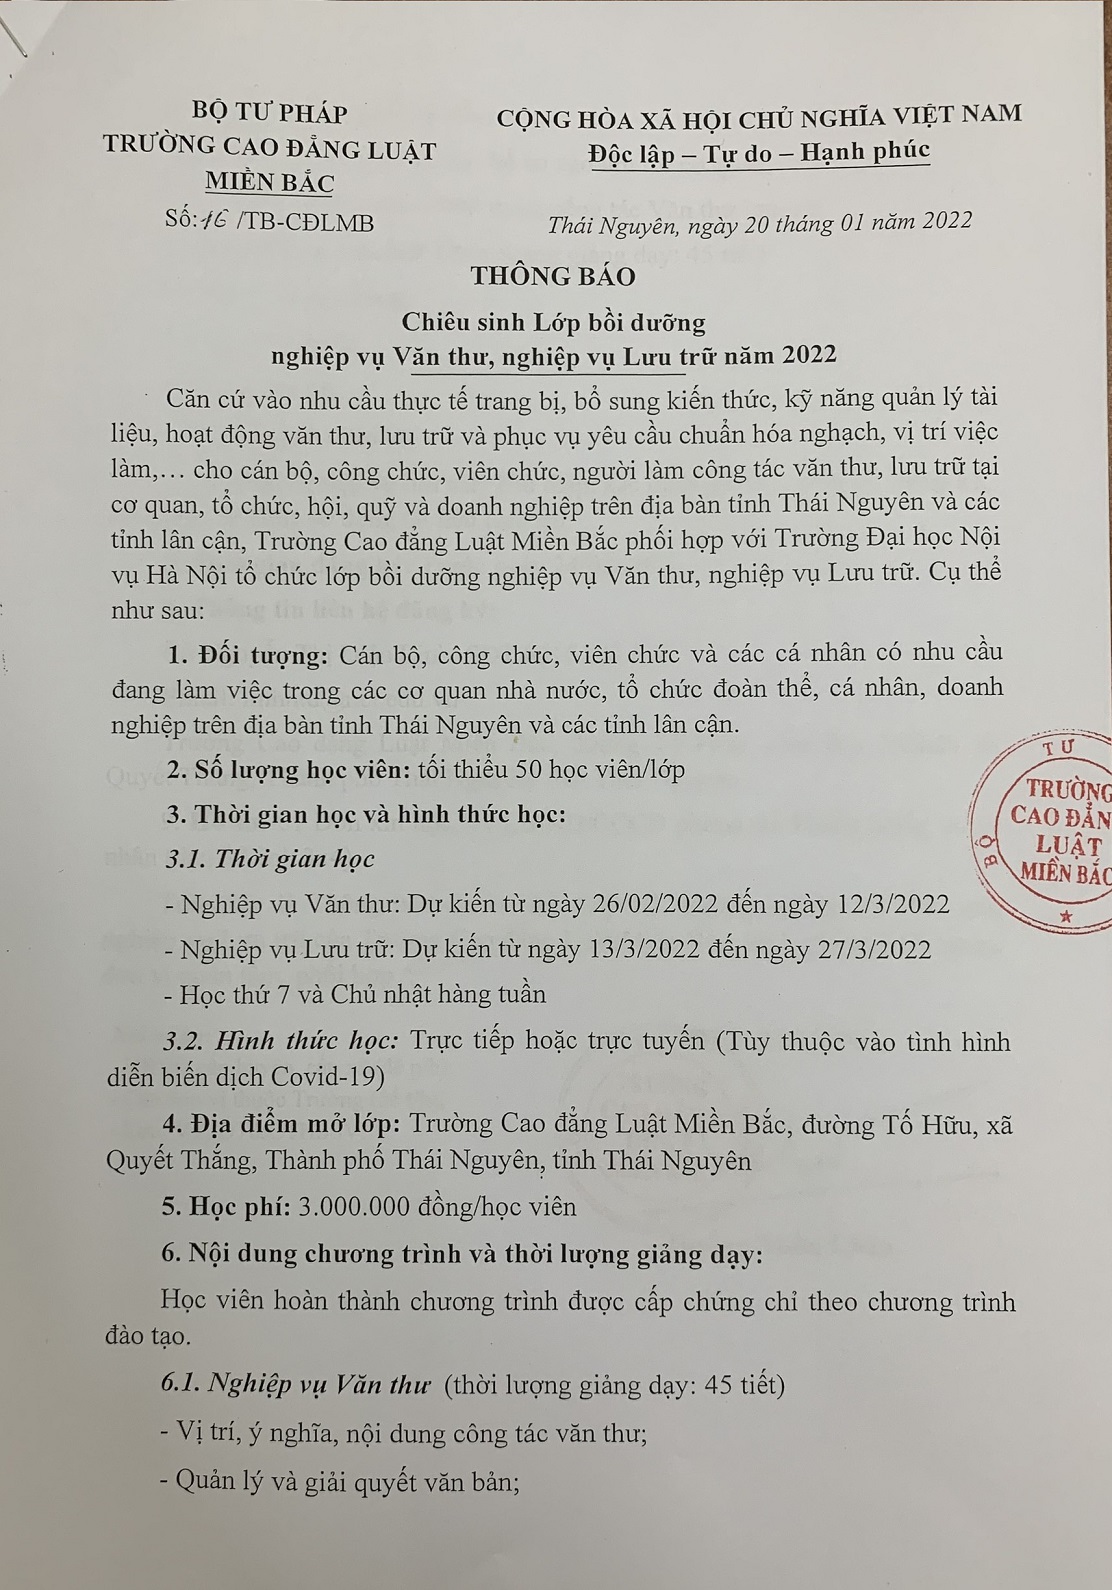 BỘ TƯ PHÁP
TRƯỜNG CAO ĐẲNG LUẬT
MIỀN BẮC
Số:16 /TB-CĐLMB
CỘNG HÒA XÃ HỘI CHỦ NGHĨA VIỆT NAM
Độc lập – Tự do – Hạnh phúc
Thái Nguyên, ngày 20 tháng 01 năm 2022
THÔNG BÁO
Chiêu sinh Lớp bồi dưỡng
nghiệp vụ Văn thư, nghiệp vụ Lưu trữ năm 2022
Căn cứ vào nhu cầu thực tế trang bị, bổ sung kiến thức, kỹ năng quản lý tài
liệu, hoạt động văn thư, lưu trữ và phục vụ yêu cầu chuẩn hóa nghạch, vị trí việc
làm,… cho cán bộ, công chức, viên chức, người làm công tác văn thư, lưu trữ tại
cơ quan, tổ chức, hội, quỹ và doanh nghiệp trên địa bàn tỉnh Thái Nguyên và các
tỉnh lân cận, Trường Cao đẳng Luật Miền Bắc phối hợp với Trường Đại học Nội
vụ Hà Nội tổ chức lớp bồi dưỡng nghiệp vụ Văn thư, nghiệp vụ Lưu trữ. Cụ thể
như sau:
1. Đối tượng: Cán bộ, công chức, viên chức và các cá nhân có nhu cầu
đang làm việc trong các cơ quan nhà nước, tổ chức đoàn thể, cá nhân, doanh
nghiệp trên địa bàn tỉnh Thái Nguyên và các tỉnh lân cận.
2. Số lượng học viên: tối thiểu 50 học viên/lớp
3. Thời gian học và hình thức học:
3.1. Thời gian học
- Nghiệp vụ Văn thư: Dự kiến từ ngày 26/02/2022 đến ngày 12/3/2022
- Nghiệp vụ Lưu trữ: Dự kiến từ ngày 13/3/2022 đến ngày 27/3/2022
- Học thứ 7 và Chủ nhật hàng tuần
3.2. Hình thức học: Trực tiếp hoặc trực tuyến (Tùy thuộc vào tình hình
diễn biến dịch Covid-19)
4. Địa điểm mở lớp: Trường Cao đẳng Luật Miền Bắc, đường Tố Hữu, xã
Quyết Thắng, Thành phố Thái Nguyên, tỉnh Thái Nguyên
5. Học phí: 3.000.000 đồng/học viên
6. Nội dung chương trình và thời lượng giảng dạy:
Học viên hoàn thành chương trình được cấp chứng chỉ theo chương trình
đào tạo.
6.1. Nghiệp vụ Văn thư (thời lượng giảng dạy: 45 tiết)
- Vị trí, ý nghĩa, nội dung công tác văn thư;
- Quản lý và giải quyết văn bản;
BỘ TƯ
TRƯỜNG
CAO ĐẲN
LUẬT
MIỀN BẮC